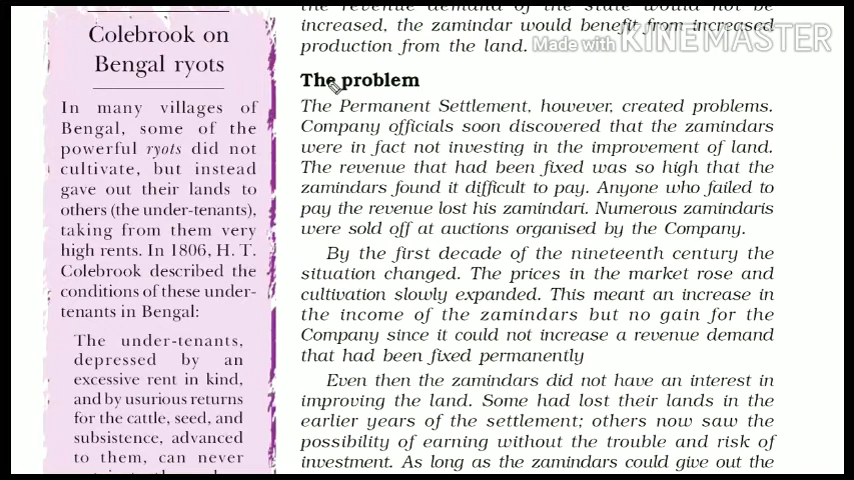 Colebrook on
Bengal ryots
In many villages of
Bengal, some of the
powerful ryots did not
cultivate, but instead
gave out their lands to
others (the under-tenants),
taking from them very
high rents. In 1806, H. T.
Colebrook described the
conditions of these under-
tenants in Bengal:
The under-tenants,
depressed by an
excessive rent in kind,
and by usurious returns
for the cattle, seed, and
subsistence, advanced
to them, can never
the revenue demand of the state would not be
increased, the zamindar would benefit from increased
production from the land.
Made with KINEMASTER
The problem
The Permanent Settlement, however, created problems.
Company officials soon discovered that the zamindars
were in fact not investing in the improvement of land.
The revenue that had been fixed was so high that the
zamindars found it difficult to pay. Anyone who failed to
pay the revenue lost his zamindari. Numerous zamindaris
were sold off at auctions organised by the Company.
By the first decade of the nineteenth century the
situation changed. The prices in the market rose and
cultivation slowly expanded. This meant an increase in
the income of the zamindars but no gain for the
Company since it could not increase a revenue demand
that had been fixed permanently
Even then the zamindars did not have an interest in
improving the land. Some had lost their lands in the
earlier years of the settlement; others now saw the
possibility of earning without the trouble and risk of
investment. As long as the zamindars could give out the